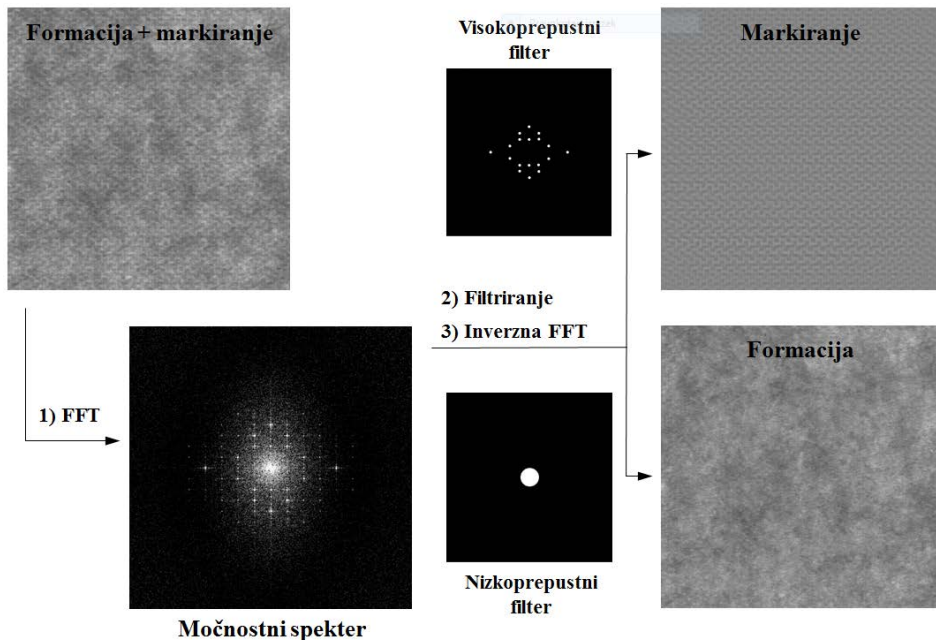 Formacija + markiranje
Visokoprepustni
filter
Markiranje
2) Filtriranje
3) Inverzna FFT
Formacija
1) FFT
Nizkoprepustni
filter
Močnostni spekter